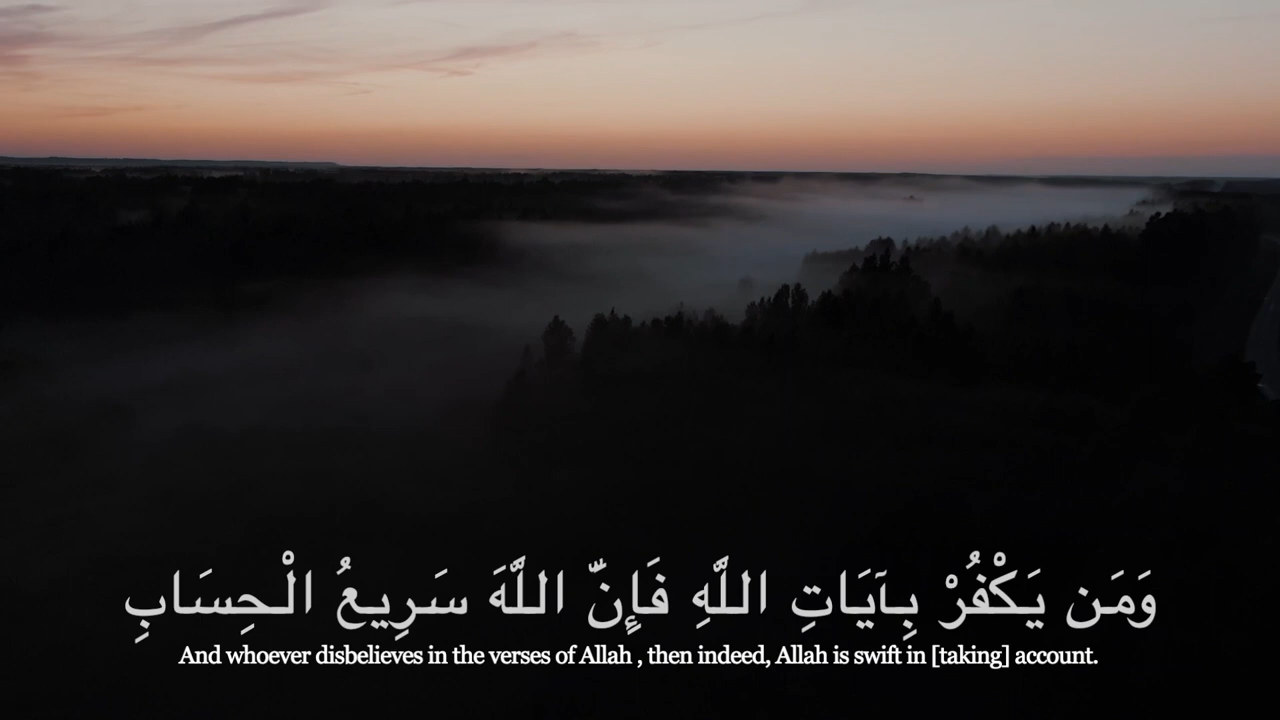 وَمَن يَكْفُرْ بِآيَاتِ اللَّهِ فَإِنَّ اللَّهَ سَرِيعُ الْحِسَابِ
And whoever disbelieves in the verses of Allah , then indeed, Allah is swift in [taking] account.